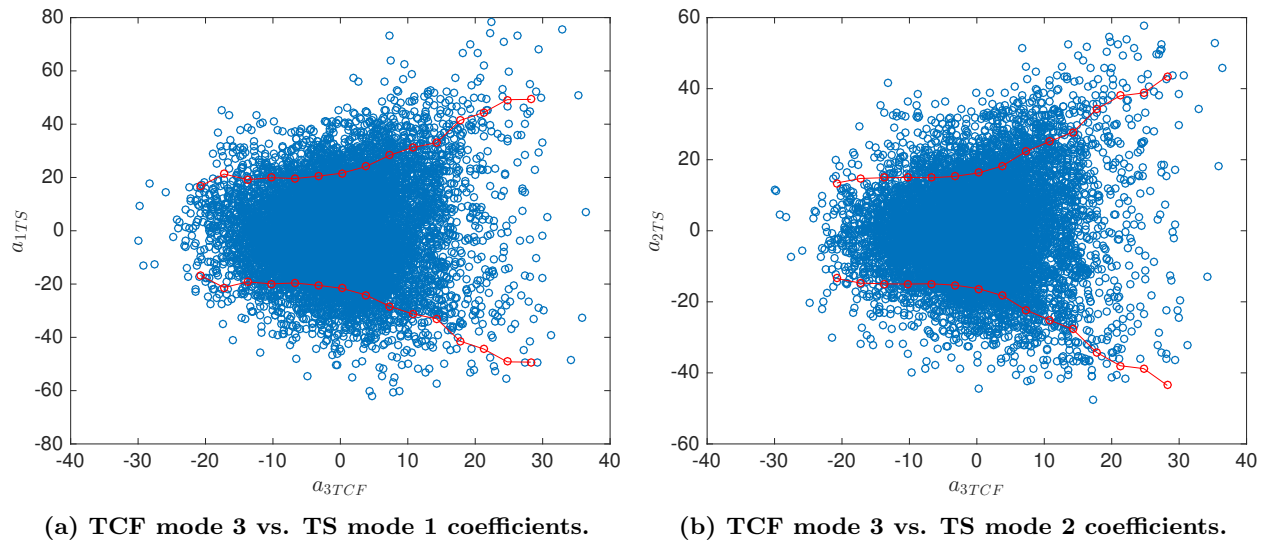 80
60
40
20
0
-20
-40
-60
-80
a1TS
-40 -30 -20 -10 0 10 20 30 40
a3TCF
(a) TCF mode 3 vs. TS mode 1 coefficients.
60
40
20
0
-20
-40
-60
a2TS
-40 -30 -20 -10 0 10 20 30 40
a3TCF
(b) TCF mode 3 vs. TS mode 2 coefficients.